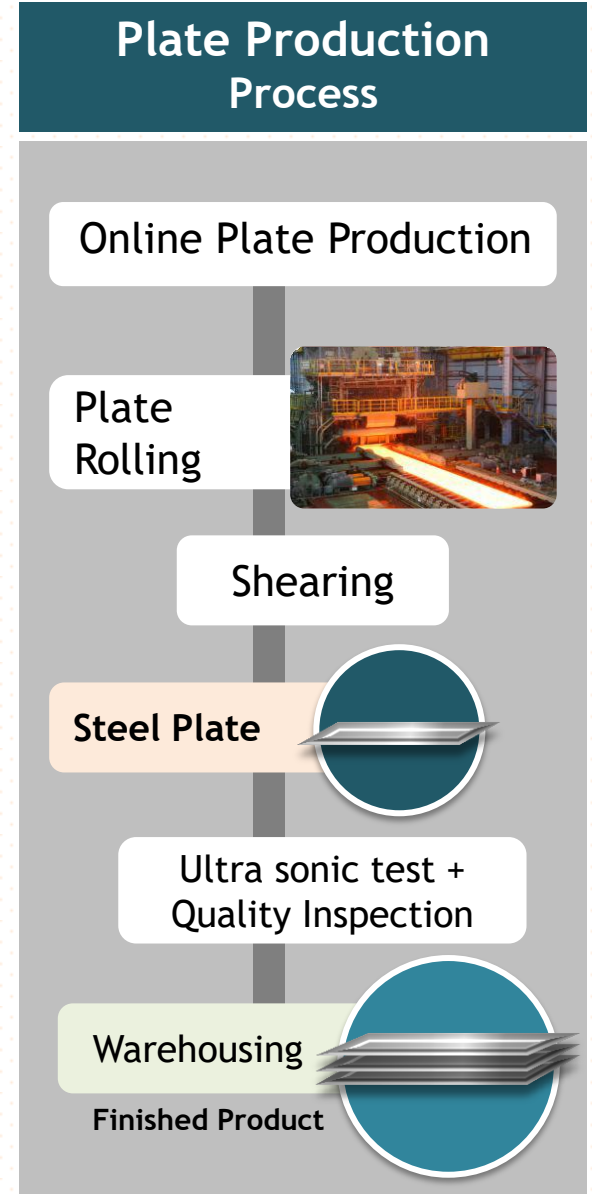 Plate Production
Process
Online Plate Production
Plate
Rolling
Shearing
Steel Plate
Ultra sonic test +
Quality Inspection
Warehousing
Finished Product